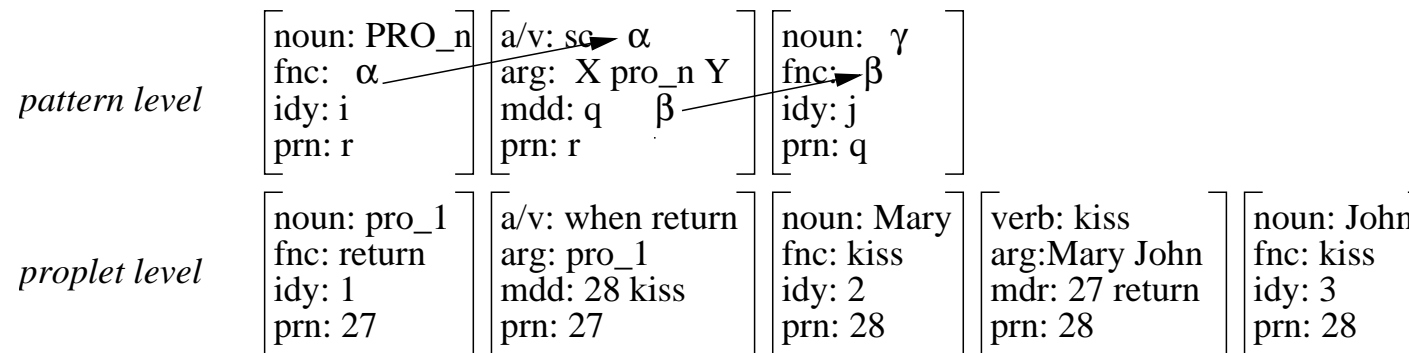 pattern level
noun: PRO_n
fnc: α
idy: i
prn: r
a/v: sc α
arg: X pro_n Y
mdd: q β
prn: r
noun: γ
fnc: β
idy: j
prn: q
proplet level
noun: pro_1
fnc: return
idy: 1
prn: 27
a/v: when return
arg: pro_1
mdd: 28 kiss
prn: 27
noun: Mary
fnc: kiss
idy: 2
prn: 28
verb: kiss
arg:Mary John
mdr: 27 return
prn: 28
noun: John
fnc: kiss
idy: 3
prn: 28